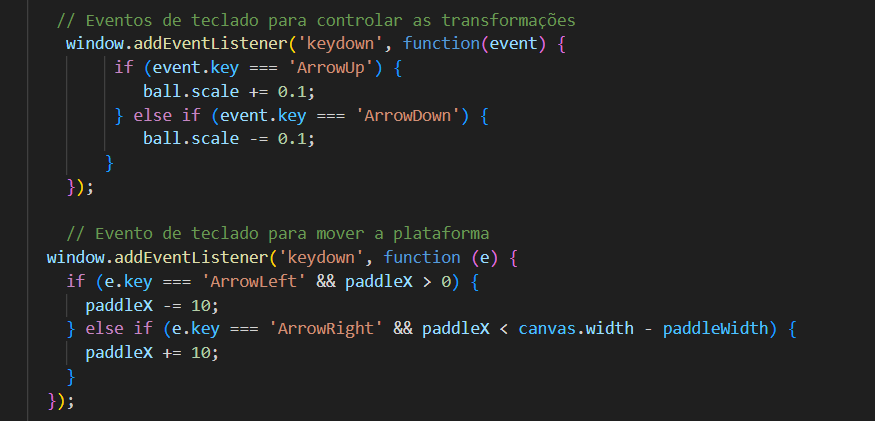 // Eventos de teclado para controlar as transformações
window.addEventListener('keydown', function(event) {
if (event.key === 'ArrowUp') {
ball.scale += 0.1;
} else if (event.key === 'ArrowDown') {
ball.scale -= 0.1;
}
});
// Evento de teclado para mover a plataforma
window.addEventListener('keydown', function (e) {
if (e.key === 'ArrowLeft' && paddleX > 0) {
paddleX -= 10;
} else if (e.key === 'ArrowRight' && paddleX < canvas.width - paddleWidth) {
paddleX += 10;
}
});